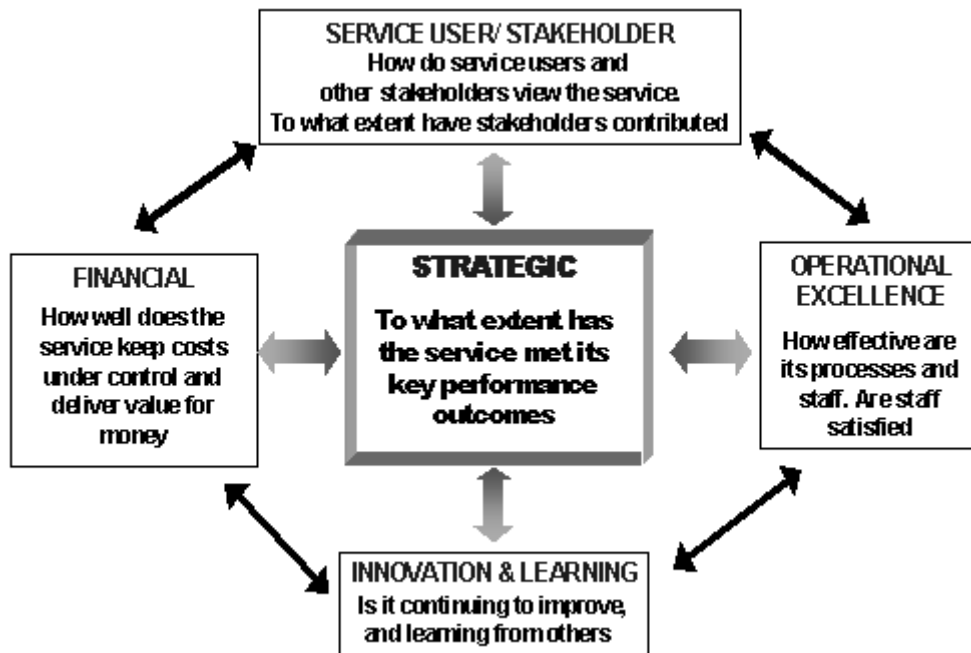 SERVICE USER/ STAKEHOLDER
How do service users and
other stakeholders view the service.
To what extent have stakeholders contributed
FINANCIAL
How well does the
service keep costs
under control and
deliver value for
money
STRATEGIC
To what extent has
the service met its
key performance
outcomes
OPERATIONAL
EXCELLENCE
How effective are
its processes and
staff. Are staff
satisfied
INNOVATION & LEARNING
Is it continuing to improve,
and learning from others